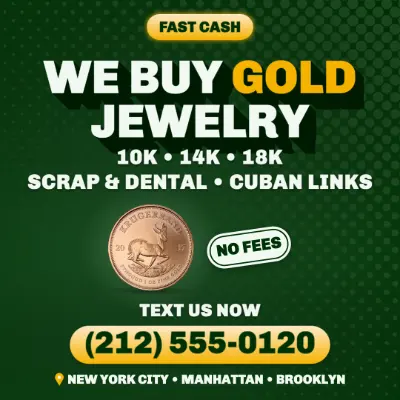 FAST CASH
WE BUY GOLD
JEWELRY
10K • 14K • 18K
SCRAP & DENTAL • CUBAN LINKS
KRUGERRAND
NO FEES
TEXT US NOW
(212) 555-0120
NEW YORK CITY • MANHATTAN • BROOKLYN